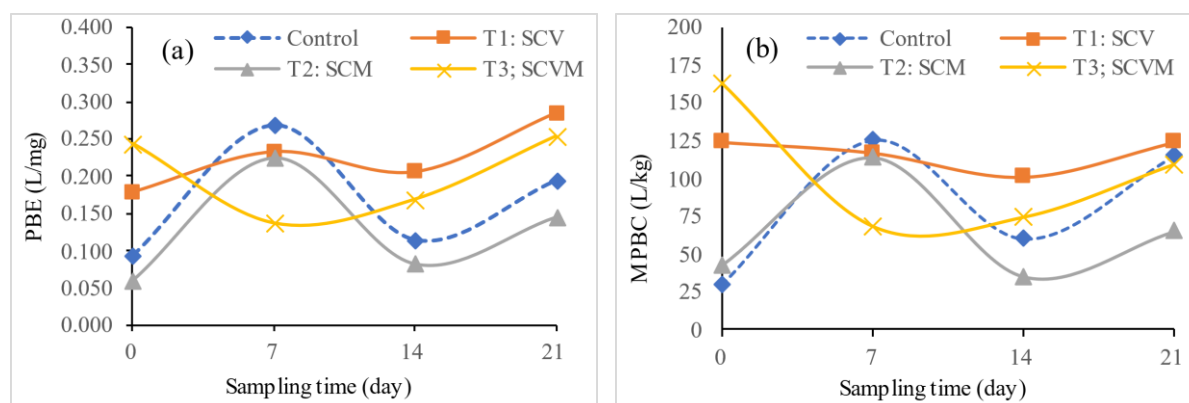 (a)
Control
T1: SCV
T2: SCM
T3; SCVM
PBE (L/mg)
0.400
0.350
0.300
0.250
0.200
0.150
0.100
0.050
0.000
0 7 14 21
Sampling time (day)
(b)
Control
T1: SCV
T2: SCM
T3; SCVM
MPBC (L/kg)
200
175
150
125
100
75
50
25
0
0 7 14 21
Sampling time (day)